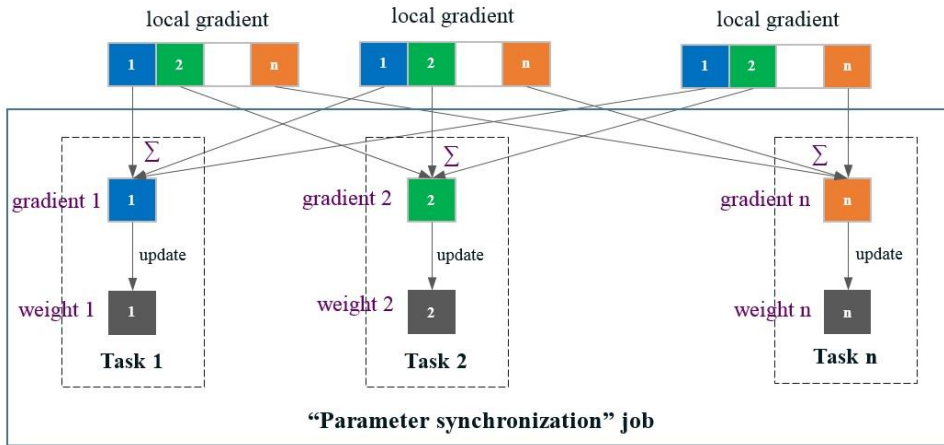 local gradient
local gradient
local gradient
1 2 n
1 2 n
1 2 n
∑ ∑ ∑
gradient 1 1
gradient 2 2
gradient n n
update update update
weight 1 1
weight 2 2
weight n n
Task 1 Task 2 Task n
“Parameter synchronization” job